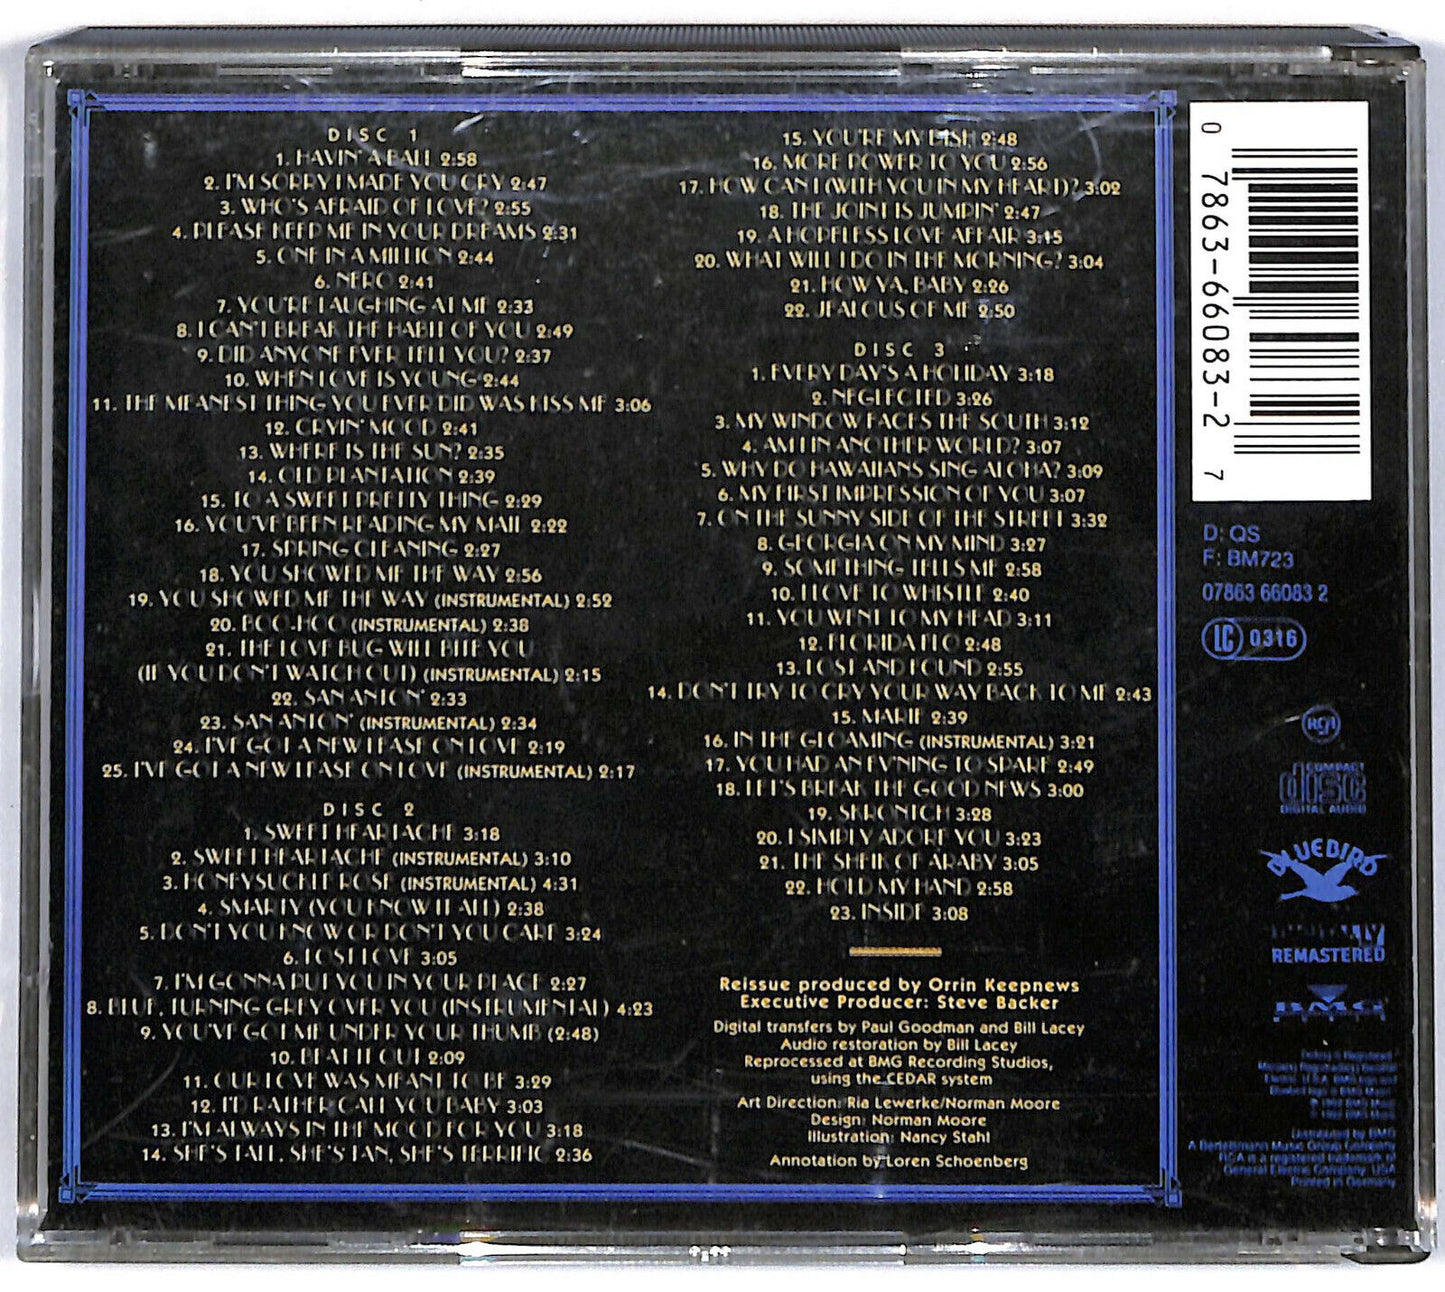 DISC 1
1. HAVIN' A BALL 2:58
2. I'M SORRY I MADE YOU CRY 2:47
3. WHO'S AFRAID OF LOVE? 2:55
4. PLEASE KEEP ME IN YOUR DREAMS 2:31
5. ONE IN A MILLION 2:44
6. NERO 2:41
7. YOU'RE LAUGHING AT ME 2:33
8. I CAN'T BREAK THE HABIT OF YOU 2:49
9. DID ANYONE EVER TELL YOU? 2:37
10. WHEN LOVE IS YOUNG 2:44
11. THE MEANEST THING YOU EVER DID WAS KISS ME 3:06
12. CRYIN' MOOD 2:41
13. WHERE IS THE SUN? 2:35
14. OLD PLANTATION 2:39
15. TO A SWEET PRETTY THING 2:29
16. YOU'VE BEEN READING MY MAIL 2:22
17. SPRING CLEANING 2:27
18. YOU SHOWED ME THE WAY 2:56
19. YOU SHOWED ME THE WAY (INSTRUMENTAL) 2:52
20. BOO-HOO (INSTRUMENTAL) 2:38
21. THE LOVE BUG WILL BITE YOU
(IF YOU DON'T WATCH OUT) (INSTRUMENTAL) 2:15
22. SAN ANTON' 2:33
23. SAN ANTON' (INSTRUMENTAL) 2:34
24. I'VE GOT A NEW LEASE ON LOVE 2:19
25. I'VE GOT A NEW LEASE ON LOVE (INSTRUMENTAL) 2:17
DISC 2
1. SWEET HEARTACHE 3:18
2. SWEET HEARTACHE (INSTRUMENTAL) 3:10
3. HONEYSUCKLE ROSE (INSTRUMENTAL) 4:31
4. SMARTY (YOU KNOW IT ALL) 2:38
5. DON'T YOU KNOW OR DON'T YOU CARE 3:24
6. LOST LOVE 3:05
7. I'M GONNA PUT YOU IN YOUR PLACE 2:27
8. BLUE, TURNING GREY OVER YOU (INSTRUMENTAL) 4:23
9. YOU'VE GOT ME UNDER YOUR THUMB (2:48)
10. BEAT IT OUT 2:09
11. OUR LOVE WAS MEANT TO BE 3:29
12. I'D RATHER CALL YOU BABY 3:03
13. I'M ALWAYS IN THE MOOD FOR YOU 3:18
14. SHE'S TALL, SHE'S TAN, SHE'S TERRIFIC 2:36
15. YOU'RE MY DISH 2:48
16. MORE POWER TO YOU 2:56
17. HOW CAN I (WITH YOU IN MY HEART)? 3:02
18. THE JOINT IS JUMPIN' 2:47
19. A HOPELESS LOVE AFFAIR 3:15
20. WHAT WILL I DO IN THE MORNING? 3:04
21. HOW YA, BABY 2:26
22. JEALOUS OF ME 2:50
DISC 3
1. EVERY DAY'S A HOLIDAY 3:18
2. NEGLECTED 3:26
3. MY WINDOW FACES THE SOUTH 3:12
4. AM I IN ANOTHER WORLD? 3:07
5. WHY DO HAWAIIANS SING ALOHA? 3:09
6. MY FIRST IMPRESSION OF YOU 3:07
7. ON THE SUNNY SIDE OF THE STREET 3:32
8. GEORGIA ON MY MIND 3:27
9. SOMETHING TELLS ME 2:58
10. I LOVE TO WHISTLE 2:40
11. YOU WENT TO MY HEAD 3:11
12. FLORIDA FLO 2:48
13. LOST AND FOUND 2:55
14. DON'T TRY TO CRY YOUR WAY BACK TO ME 2:43
15. MARIE 2:39
16. IN THE GLOAMING (INSTRUMENTAL) 3:21
17. YOU HAD AN EV'NING TO SPARE 2:49
18. LET'S BREAK THE GOOD NEWS 3:00
19. SKRONTCH 3:28
20. I SIMPLY ADORE YOU 3:23
21. THE SHEIK OF ARABY 3:05
22. HOLD MY HAND 2:58
23. INSIDE 3:08
Reissue produced by Orrin Keepnews
Executive Producer: Steve Backer
Digital transfers by Paul Goodman and Bill Lacey
Audio restoration by Bill Lacey
Reprocessed at BMG Recording Studios,
using the CEDAR system
Art Direction: Ria Lewerke/Norman Moore
Design: Norman Moore
Illustration: Nancy Stahl
Annotation by Loren Schoenberg
0 7863-66083-2 7
D: QS
F: BM723
07863 66083 2
LC 0316
RCA
COMPACT
disc
DIGITAL AUDIO
BLUEBIRD
DIGITALLY
REMASTERED
BMG
Distributed by BMG
A Bertelsmann Music Group Company
RCA is a registered trademark of
General Electric Company, USA
Printed in Germany